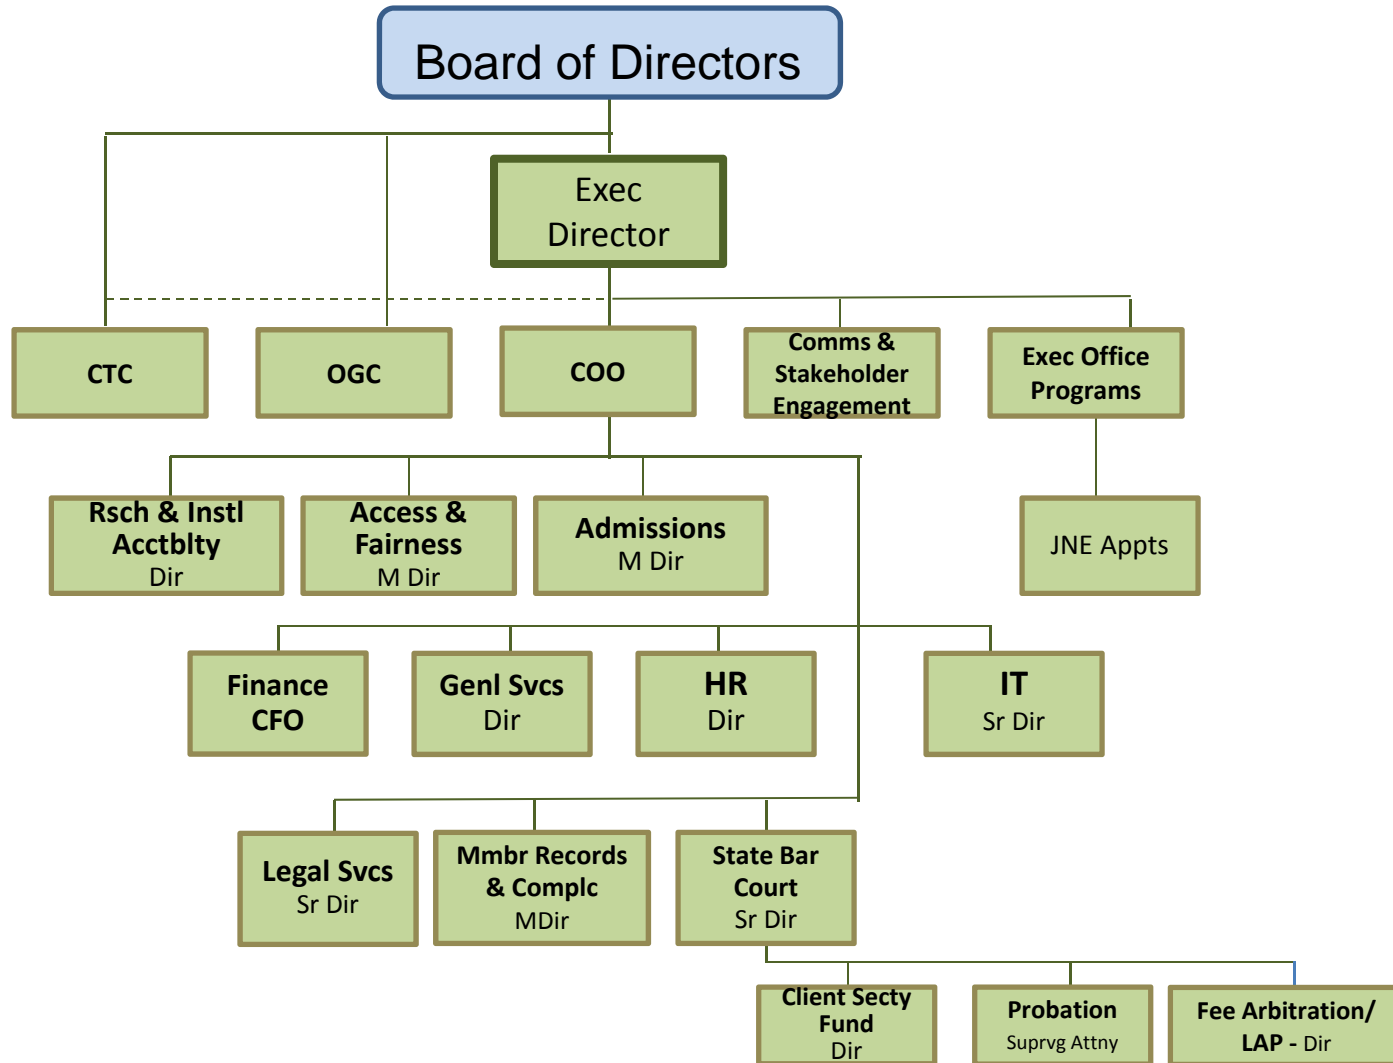 Board of Directors
Exec
Director
CTC
OGC
COO
Comms &
Stakeholder
Engagement
Exec Office
Programs
Rsch & Instl
Acctblty
Dir
Access &
Fairness
M Dir
Admissions
M Dir
JNE Appts
Finance
CFO
Genl Svcs
Dir
HR
Dir
IT
Sr Dir
Legal Svcs
Sr Dir
Mmbr Records
& Complc
MDir
State Bar
Court
Sr Dir
Client Secty
Fund
Dir
Probation
Suprvg Attny
Fee Arbitration/
LAP - Dir